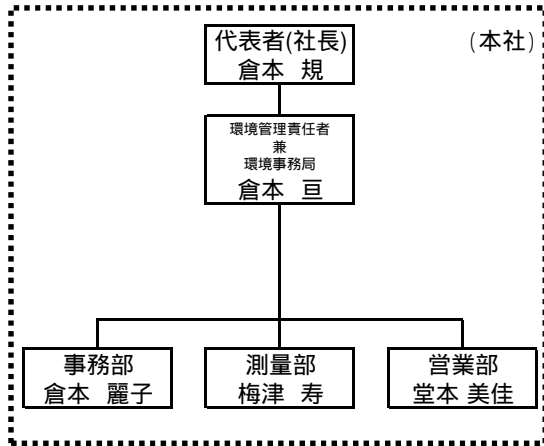 代表者(社長)
倉本 規
(本社)
環境管理責任者
兼
環境事務局
倉本 亘
事務部
倉本 麗子
測量部
梅津 寿
営業部
堂本 美佳